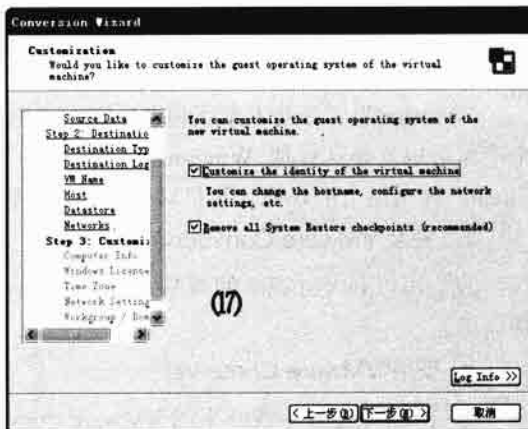 Conversion Wizard
Customization
Would you like to customize the guest operating system of the virtual
machine?
Source Data
Step 2: Destinatio
Destination Typ
Destination Loc
VM Name
Host
Datastore
Networks
Step 3: Customi
Computer Info
Windows License
Time Zone
Network Setting
Workgroup / Dom
You can customize the guest operating system of the
new virtual machine.
Customize the identity of the virtual machine
You can change the hostname, configure the network
settings, etc.
Remove all System Restore checkpoints (recommended)
(17)
Log Info >>
< 上一步(B)
下一步(N) >
取消